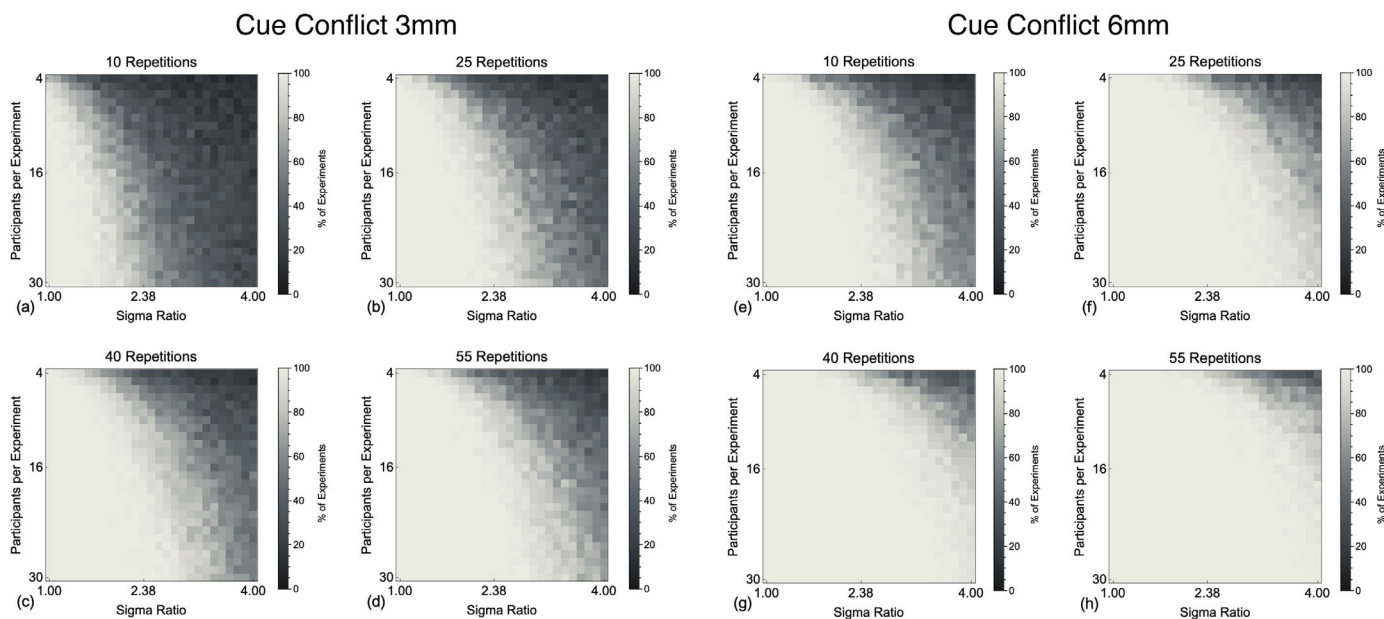 Cue Conflict 3mm
Cue Conflict 6mm
10 Repetitions
4
16
30
Participants per Experiment
1.00 2.38 4.00
Sigma Ratio
100
80
60
40
20
0
% of Experiments
(a)
25 Repetitions
4
16
30
Participants per Experiment
1.00 2.38 4.00
Sigma Ratio
100
80
60
40
20
0
% of Experiments
(b)
10 Repetitions
4
16
30
Participants per Experiment
1.00 2.38 4.00
Sigma Ratio
100
80
60
40
20
0
% of Experiments
(e)
25 Repetitions
4
16
30
Participants per Experiment
1.00 2.38 4.00
Sigma Ratio
100
80
60
40
20
0
% of Experiments
(f)
40 Repetitions
4
16
30
Participants per Experiment
1.00 2.38 4.00
Sigma Ratio
100
80
60
40
20
0
% of Experiments
(c)
55 Repetitions
4
16
30
Participants per Experiment
1.00 2.38 4.00
Sigma Ratio
100
80
60
40
20
0
% of Experiments
(d)
40 Repetitions
4
16
30
Participants per Experiment
1.00 2.38 4.00
Sigma Ratio
100
80
60
40
20
0
% of Experiments
(g)
55 Repetitions
4
16
30
Participants per Experiment
1.00 2.38 4.00
Sigma Ratio
100
80
60
40
20
0
% of Experiments
(h)